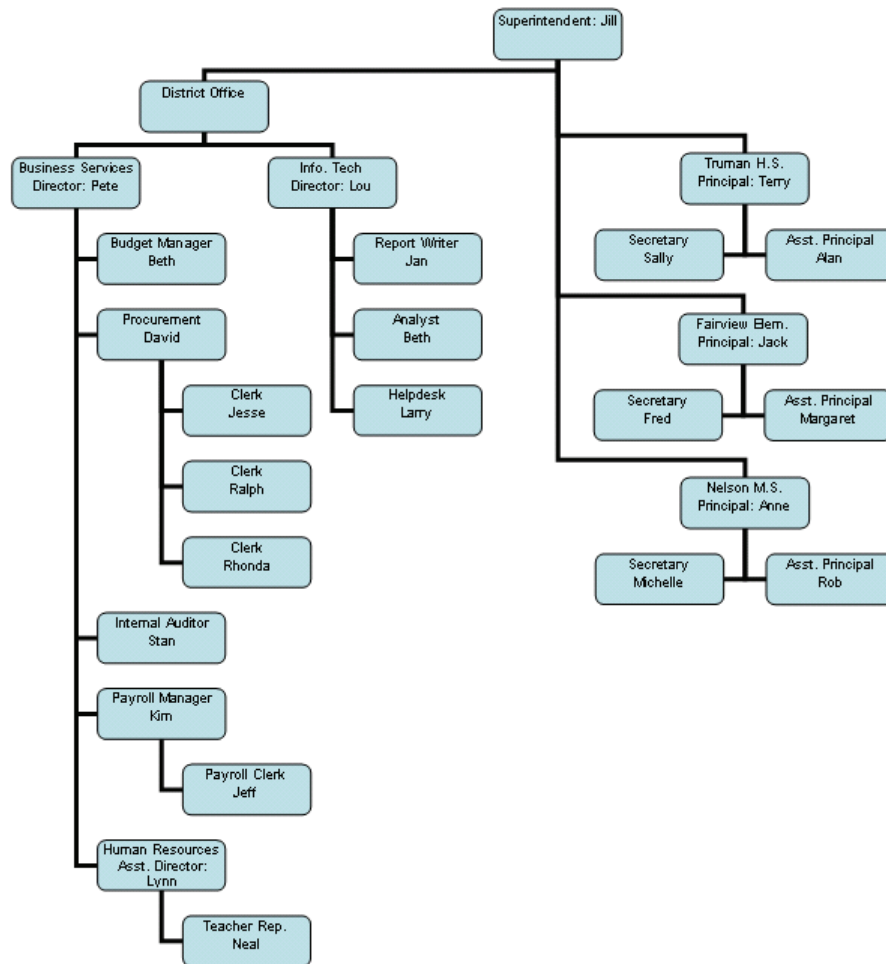 Superintendent: Jill
District Office
Business Services
Director: Pete
Info. Tech
Director: Lou
Budget Manager
Beth
Procurement
David
Clerk
Jesse
Clerk
Ralph
Clerk
Rhonda
Internal Auditor
Stan
Payroll Manager
Kim
Payroll Clerk
Jeff
Human Resources
Asst. Director:
Lynn
Teacher Rep.
Neal
Report Writer
Jan
Analyst
Beth
Helpdesk
Larry
Truman H.S.
Principal: Terry
Secretary
Sally
Asst. Principal
Alan
Fairview Elem.
Principal: Jack
Secretary
Fred
Asst. Principal
Margaret
Nelson M.S.
Principal: Anne
Secretary
Michelle
Asst. Principal
Rob